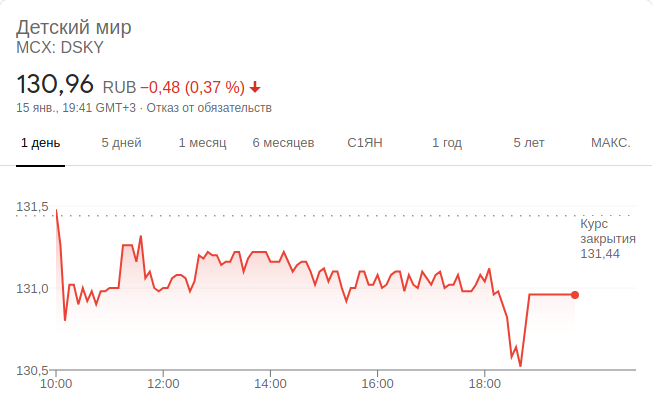 Детский мир
MCX: DSKY
130,96 RUB −0,48 (0,37 %)
15 янв., 19:41 GMT+3 · Отказ от обязательств
1 день 5 дней 1 месяц 6 месяцев С1ЯН 1 год 5 лет МАКС.
131,5
Курс
закрытия
131,44
131,0
130,5
10:00 12:00 14:00 16:00 18:00